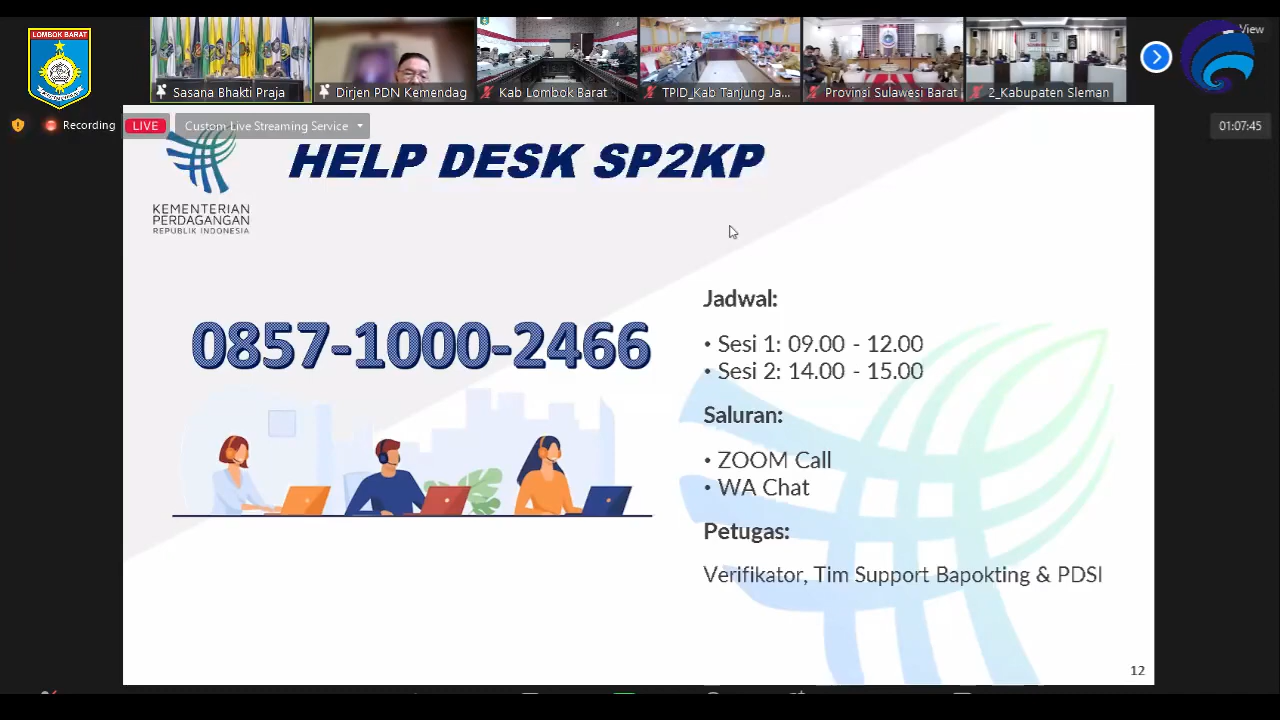 LOMBOK BARAT
Sasana Bhakti Praja
Dirjen PDN Kemendag
Kab Lombok Barat
TPID_Kab Tanjung Ja...
Provinsi Sulawesi Barat
2_Kabupaten Sleman
View
Recording
LIVE
Custom Live Streaming Service
01:07:45
HELP DESK SP2KP
KEMENTERIAN
PERDAGANGAN
REPUBLIK INDONESIA
0857-1000-2466
Jadwal:
• Sesi 1: 09.00 - 12.00
• Sesi 2: 14.00 - 15.00
Saluran:
• ZOOM Call
• WA Chat
Petugas:
Verifikator, Tim Support Bapokting & PDSI
12